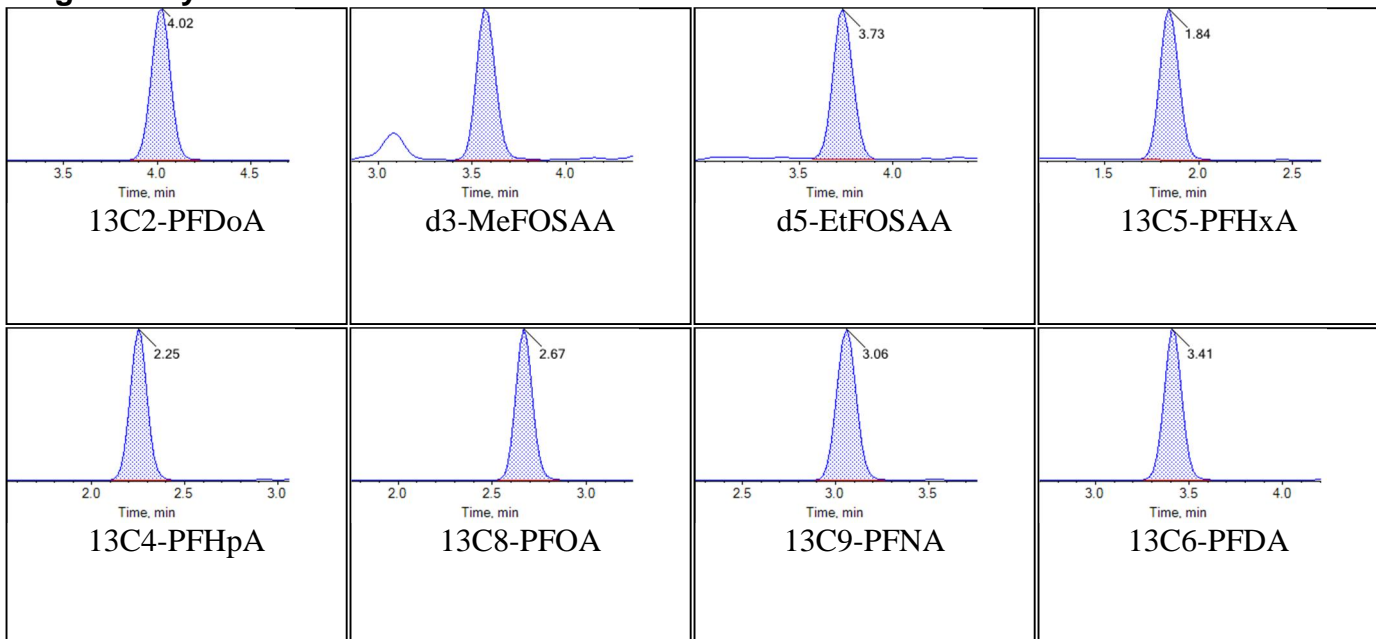 4.02
3.5 4.0 4.5
Time, min
13C2-PFDoA
3.0 3.5 4.0
Time, min
d3-MeFOSAA
3.73
3.5 4.0
Time, min
d5-EtFOSAA
1.84
1.5 2.0 2.5
Time, min
13C5-PFHxA
2.25
2.0 2.5 3.0
Time, min
13C4-PFHpA
2.67
2.0 2.5 3.0
Time, min
13C8-PFOA
3.06
2.5 3.0 3.5
Time, min
13C9-PFNA
3.41
3.0 3.5 4.0
Time, min
13C6-PFDA